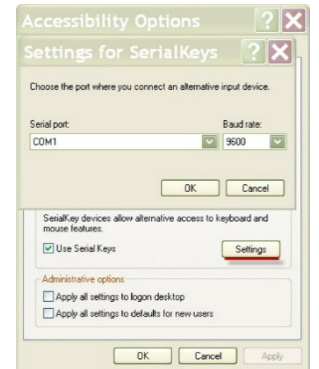 Accessibility Options
Settings for SerialKeys
Choose the port where you connect an alternative input device.
Serial port:
Baud rate:
COM1
9600
OK
Cancel
SerialKey devices allow alternative access to keyboard and
mouse features.
Use Serial Keys
Settings
Administrative options
Apply all settings to logon desktop
Apply all settings to defaults for new users
OK
Cancel
Apply